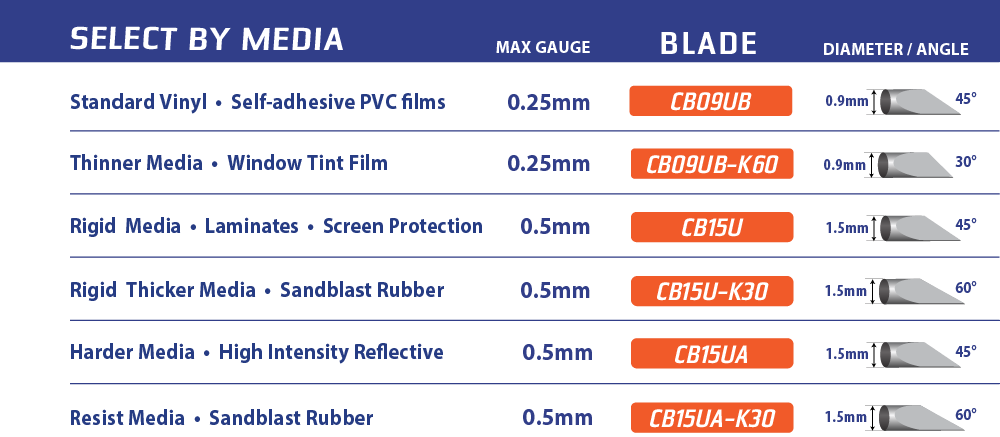 SELECT BY MEDIA MAX GAUGE BLADE DIAMETER / ANGLE
Standard Vinyl • Self-adhesive PVC films 0.25mm CB09UB 0.9mm 45°
Thinner Media • Window Tint Film 0.25mm CB09UB-K60 0.9mm 30°
Rigid Media • Laminates • Screen Protection 0.5mm CB15U 1.5mm 45°
Rigid Thicker Media • Sandblast Rubber 0.5mm CB15U-K30 1.5mm 60°
Harder Media • High Intensity Reflective 0.5mm CB15UA 1.5mm 45°
Resist Media • Sandblast Rubber 0.5mm CB15UA-K30 1.5mm 60°